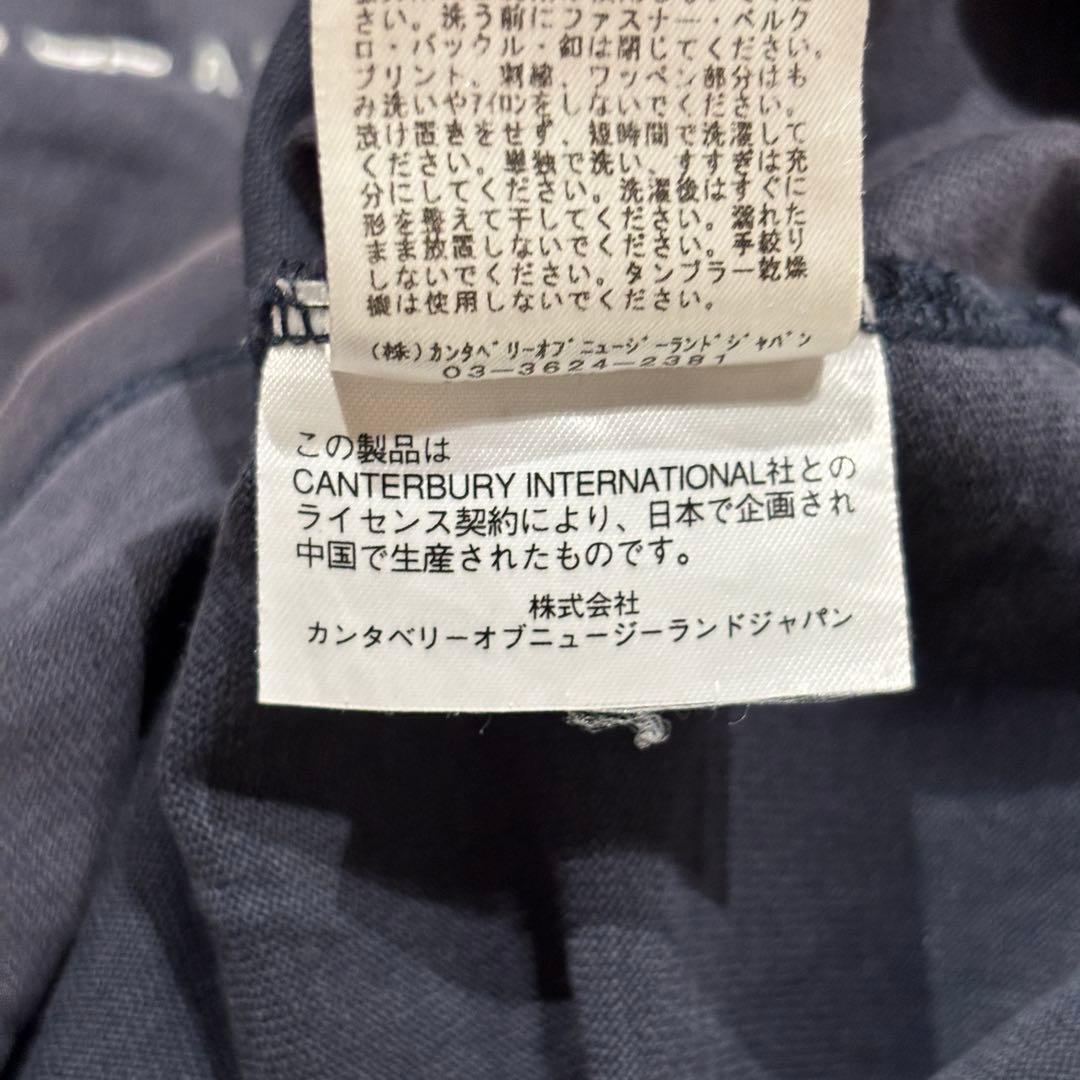 さい。洗う前にファスナー・ベルク
ロ・バックル・釦は閉じてください。
プリント、刺繍、ワッペン部分はも
み洗いやｱｲﾛﾝをしないでください。
漬け置きをせず、短時間で洗濯して
ください。単独で洗い、すすぎは充
分にしてください。洗濯後はすぐに
形を整えて干してください。濡れた
まま放置しないでください。手絞り
しないでください。タンブラー乾燥
機は使用しないでください。
(株)ｶﾝﾀﾍﾞﾘｰｵﾌﾞﾆｭｰｼﾞｰﾗﾝﾄﾞｼﾞｬﾊﾟﾝ
03-3624-2381
この製品は
CANTERBURY INTERNATIONAL社との
ライセンス契約により、日本で企画され
中国で生産されたものです。
株式会社
カンタベリーオブニュージーランドジャパン